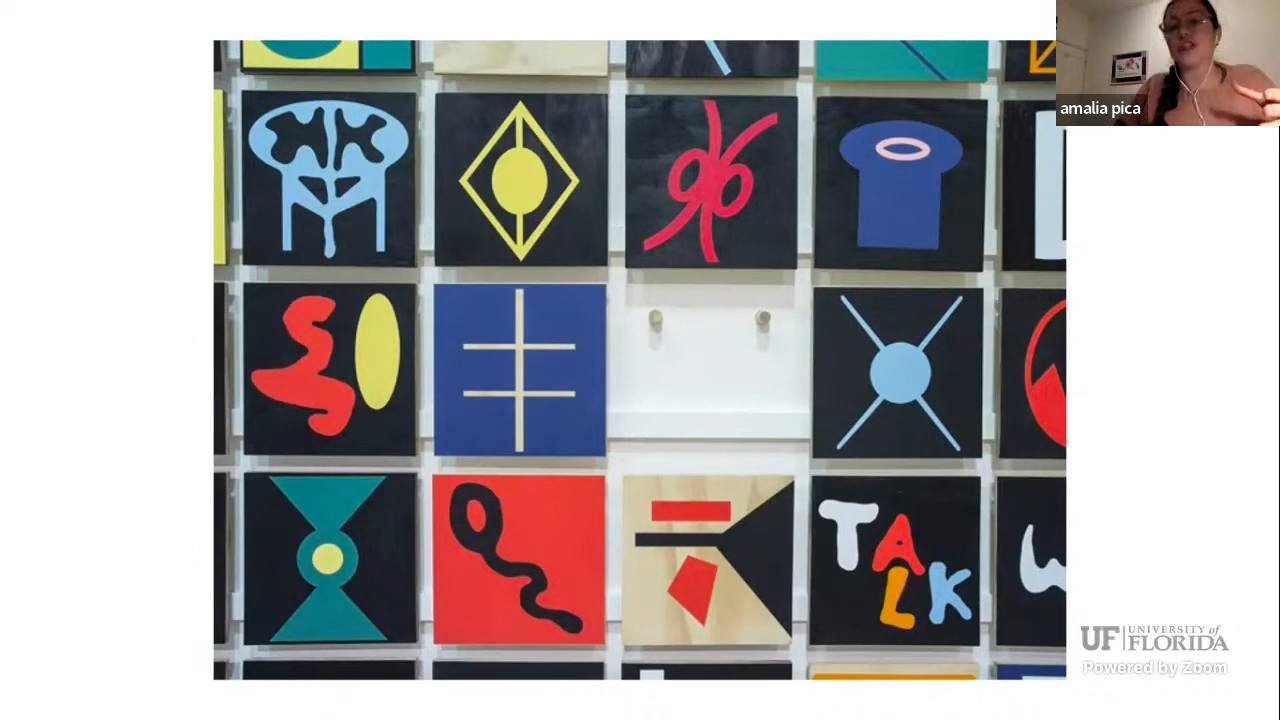 amalia pica
TALK
UF UNIVERSITY of
FLORIDA
Powered by Zoom